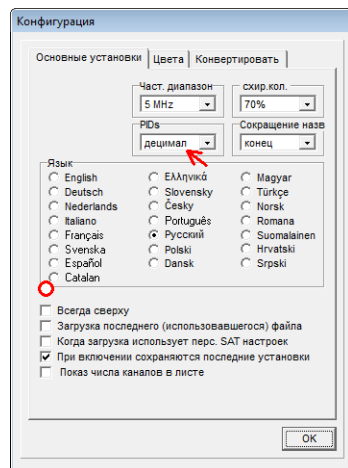 Конфигурация
Основные установки Цвета Конвертировать
Част. диапазон схир.кол.
5 MHz 70%
PIDs Сокращение назв
децимал конец
Язык
English Ελληνικά Magyar
Deutsch Slovensky Türkçe
Nederlands Česky Norsk
Italiano Português Romana
Français Русский Suomalainen
Svenska Polski Hrvatski
Español Dansk Srpski
Catalan
Всегда сверху
Загрузка последнего (использовавшегося) файла
Когда загрузка использует перс. SAT настроек
При включении сохраняются последние установки
Показ числа каналов в листе
OK